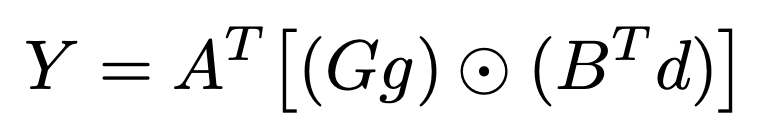 Y = A^T [(Gg) ⊙ (B^T d)]